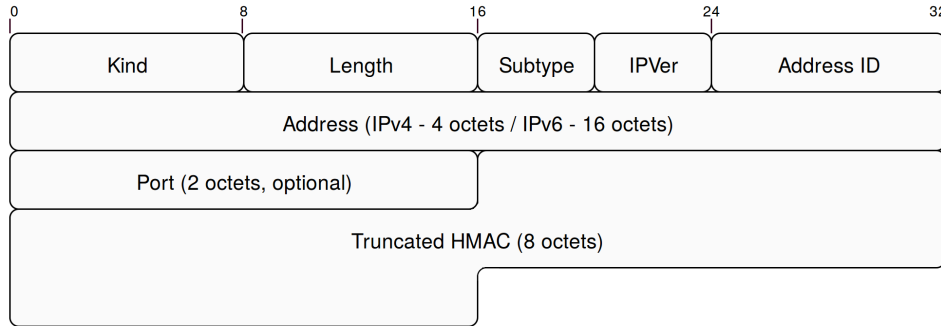 0 8 16 24 32
Kind Length Subtype IPVer Address ID
Address (IPv4 - 4 octets / IPv6 - 16 octets)
Port (2 octets, optional)
Truncated HMAC (8 octets)